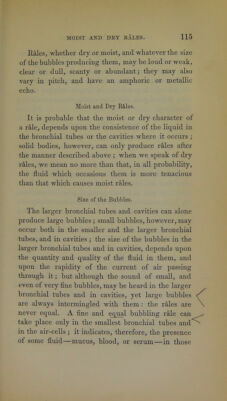 MOIST AND DRY RÂLES. 115
Râles, whether dry or moist, and whatever the size
of the bubbles producing them, may be loud or weak,
clear or dull, scanty or abundant; they may also
vary in pitch, and have an amphoric or metallic
echo.
Moist and Dry Râles.
It is probable that the moist or dry character of
a râle, depends upon the consistence of the liquid in
the bronchial tubes or the cavities where it occurs;
solid bodies, however, can only produce râles after
the manner described above; when we speak of dry
râles, we mean no more than that, in all probability,
the fluid which occasions them is more tenacious
than that which causes moist râles.
Size of the Bubbles.
The larger bronchial tubes and cavities can alone
produce large bubbles; small bubbles, however, may
occur both in the smaller and the larger bronchial
tubes, and in cavities; the size of the bubbles in the
larger bronchial tubes and in cavities, depends upon
the quantity and quality of the fluid in them, and
upon the rapidity of the current of air passing
through it; but although the sound of small, and
even of very fine bubbles, may be heard in the larger
bronchial tubes and in cavities, yet large bubbles
are always intermingled with them: the râles are
never equal. A fine and equal bubbling râle can
take place only in the smallest bronchial tubes and
in the air-cells; it indicates, therefore, the presence
of some fluid—mucus, blood, or serum—in those